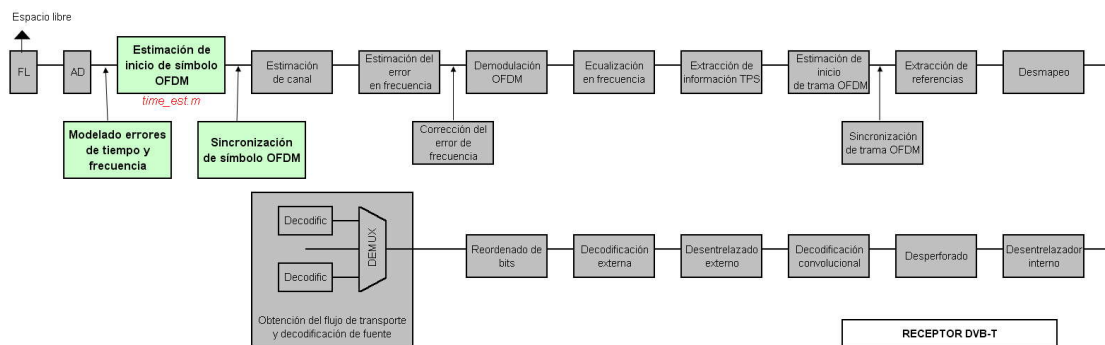 Espacio libre
FL
AD
Estimación de
inicio de símbolo
OFDM
time_est.m
Estimación
de canal
Estimación del
error
en frecuencia
Demodulación
OFDM
Ecualización
en frecuencia
Extracción de
información TPS
Estimación de
inicio
de trama OFDM
Extracción de
referencias
Desmapeo
Modelado errores
de tiempo y
frecuencia
Sincronización
de símbolo OFDM
Corrección del
error de
frecuencia
Sincronización
de trama OFDM
Decodific
DEMUX
Decodific
Obtención del flujo de transporte
y decodificación de fuente
Reordenado de
bits
Decodificación
externa
Desentrelazado
externo
Decodificación
convolucional
Desperforado
Desentrelazador
interno
RECEPTOR DVB-T